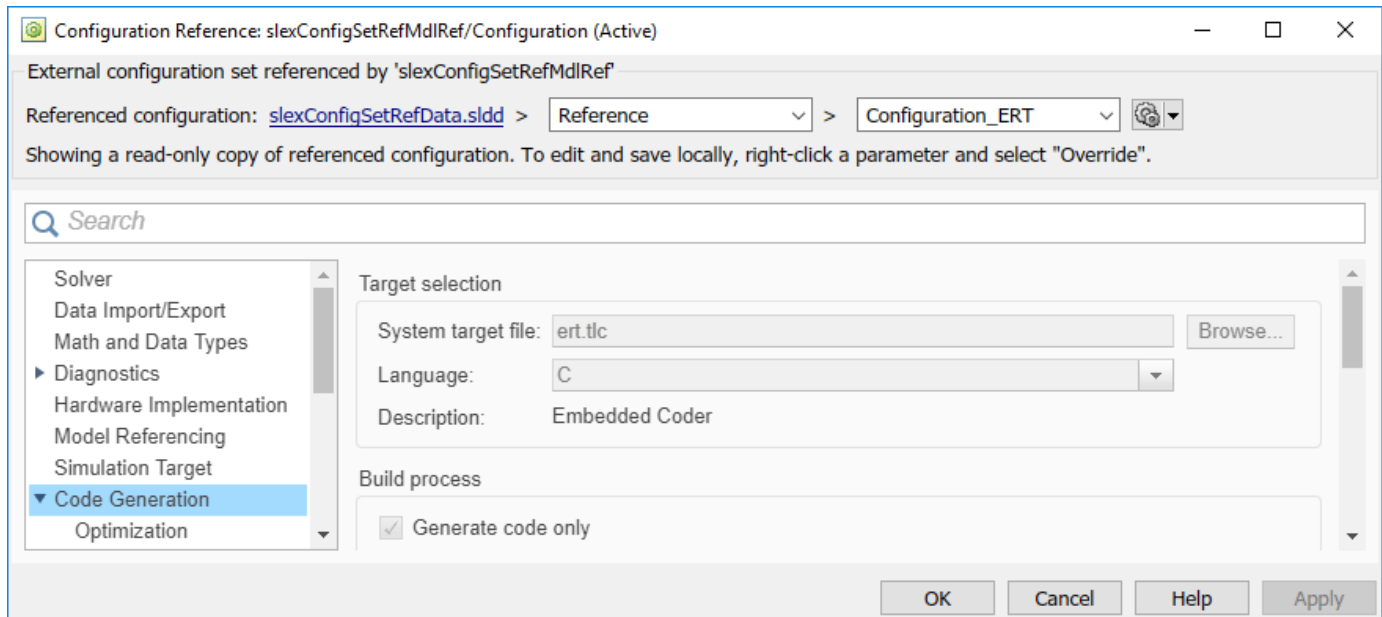 Configuration Reference: slexConfigSetRefMdlRef/Configuration (Active)
External configuration set referenced by 'slexConfigSetRefMdlRef'
Referenced configuration: slexConfigSetRefData.sldd > Reference > Configuration_ERT
Showing a read-only copy of referenced configuration. To edit and save locally, right-click a parameter and select "Override".
Search
Solver
Data Import/Export
Math and Data Types
Diagnostics
Hardware Implementation
Model Referencing
Simulation Target
Code Generation
Optimization
Target selection
System target file: ert.tlc Browse...
Language: C
Description: Embedded Coder
Build process
Generate code only
OK Cancel Help Apply